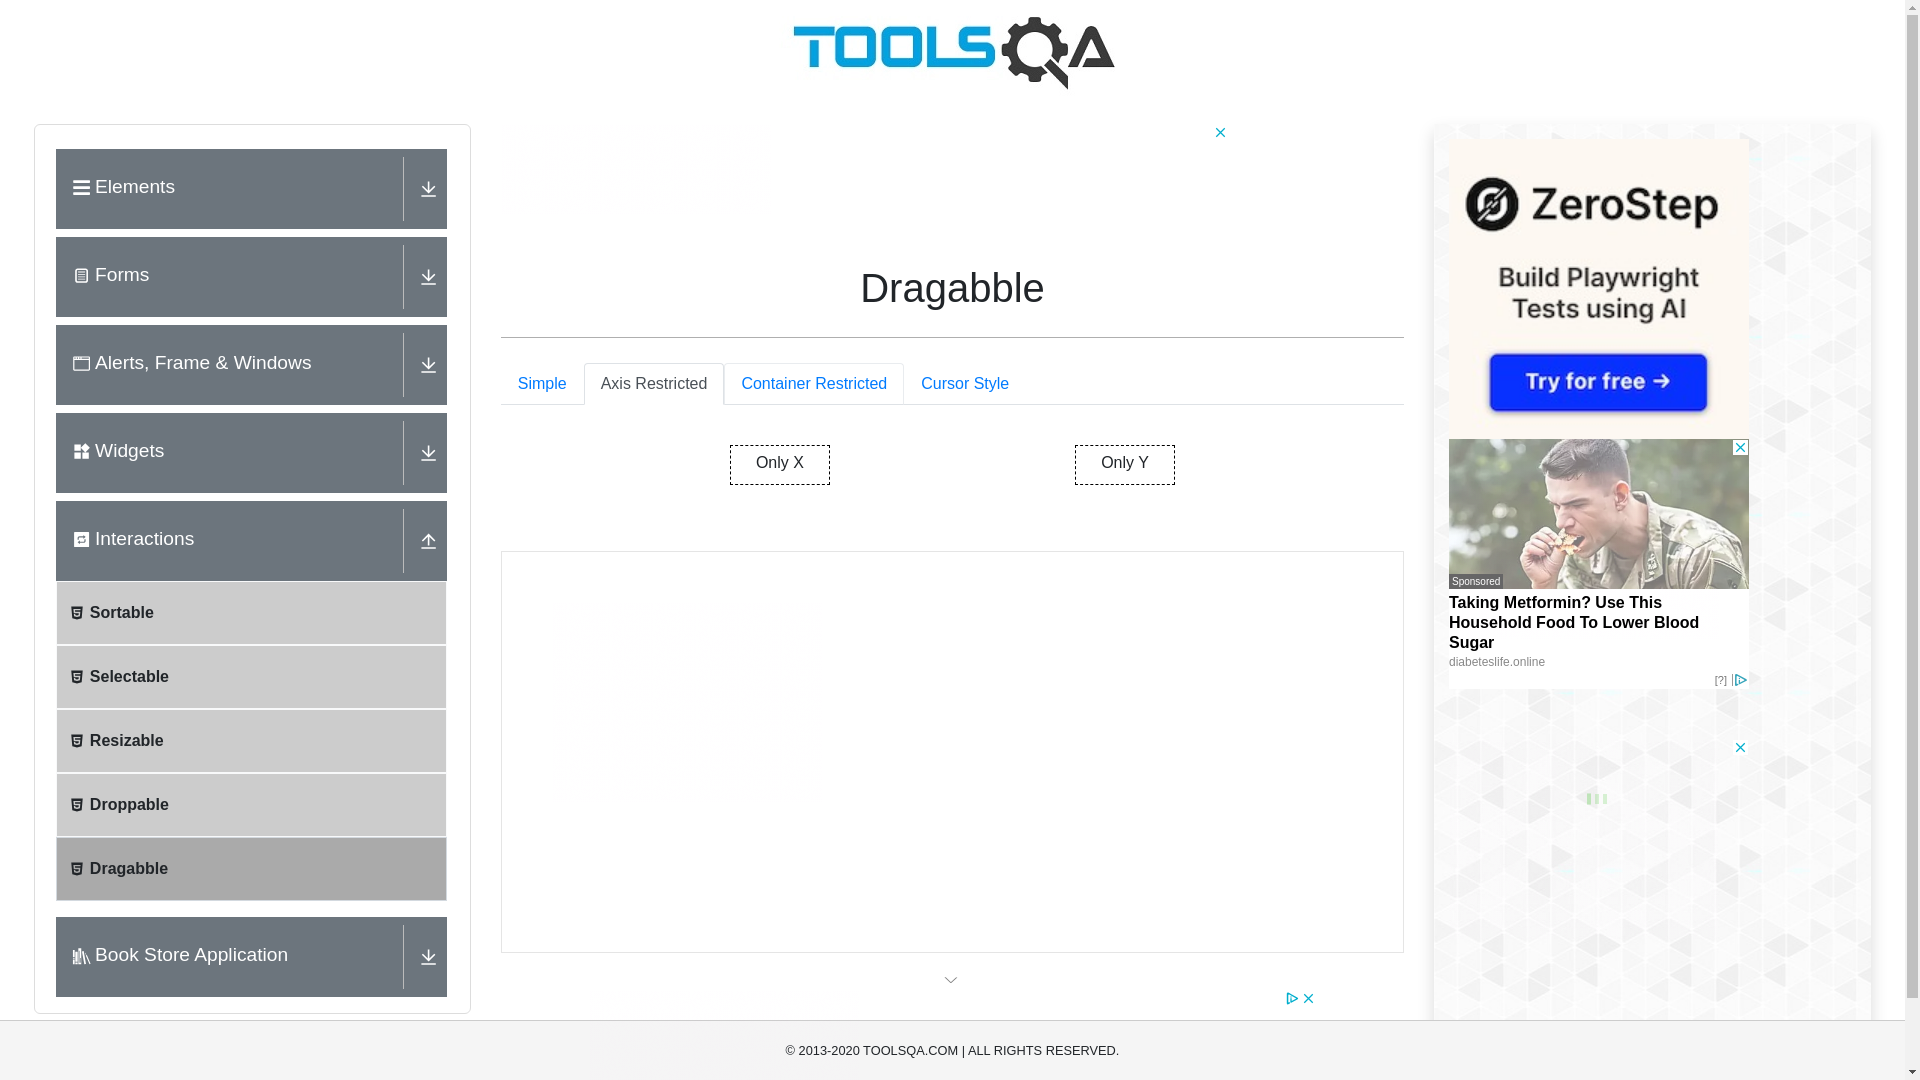 TOOLSQA
Elements
Forms
Alerts, Frame & Windows
Widgets
Interactions
Sortable
Selectable
Resizable
Droppable
Dragabble
Book Store Application
Dragabble
Simple
Axis Restricted
Container Restricted
Cursor Style
Only X
Only Y
ZeroStep
Build Playwright
Tests using AI
Try for free →
Sponsored
Taking Metformin? Use This
Household Food To Lower Blood
Sugar
diabeteslife.online
[?]
© 2013-2020 TOOLSQA.COM | ALL RIGHTS RESERVED.